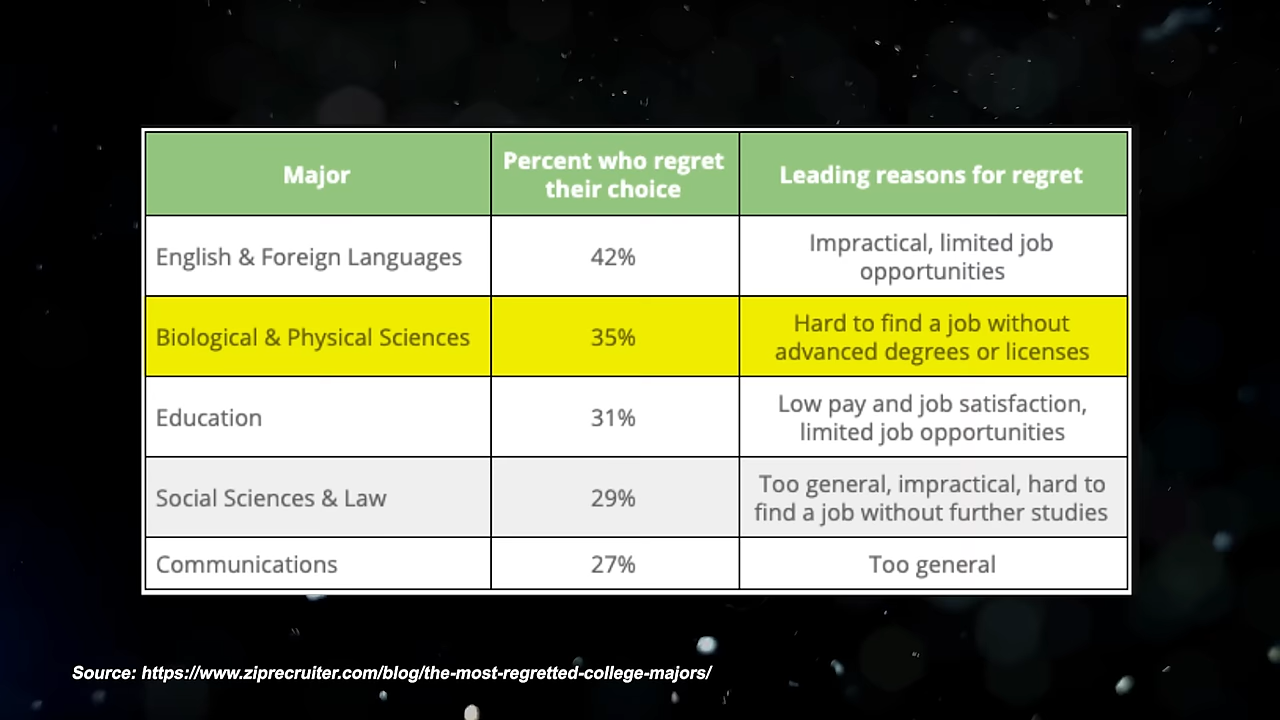 Major
Percent who regret
their choice
Leading reasons for regret
English & Foreign Languages
42%
Impractical, limited job
opportunities
Biological & Physical Sciences
35%
Hard to find a job without
advanced degrees or licenses
Education
31%
Low pay and job satisfaction,
limited job opportunities
Social Sciences & Law
29%
Too general, impractical, hard to
find a job without further studies
Communications
27%
Too general
Source: https://www.ziprecruiter.com/blog/the-most-regretted-college-majors/